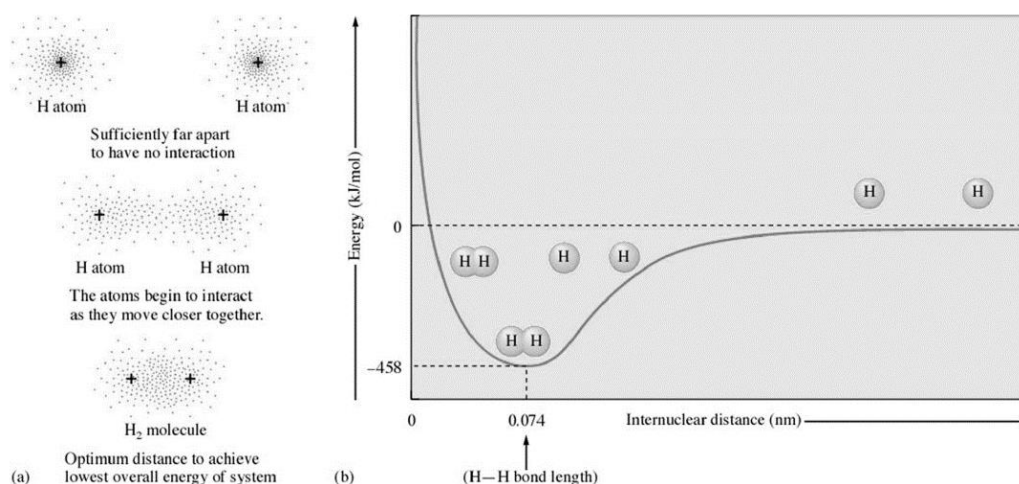 H atom
H atom
Sufficiently far apart
to have no interaction
H atom
H atom
The atoms begin to interact
as they move closer together.
H₂ molecule
Optimum distance to achieve
lowest overall energy of system
(a)
Energy (kJ/mol)
0
−458
H
H
H H
H
H
H H
0
0.074
Internuclear distance (nm)
(H—H bond length)
(b)